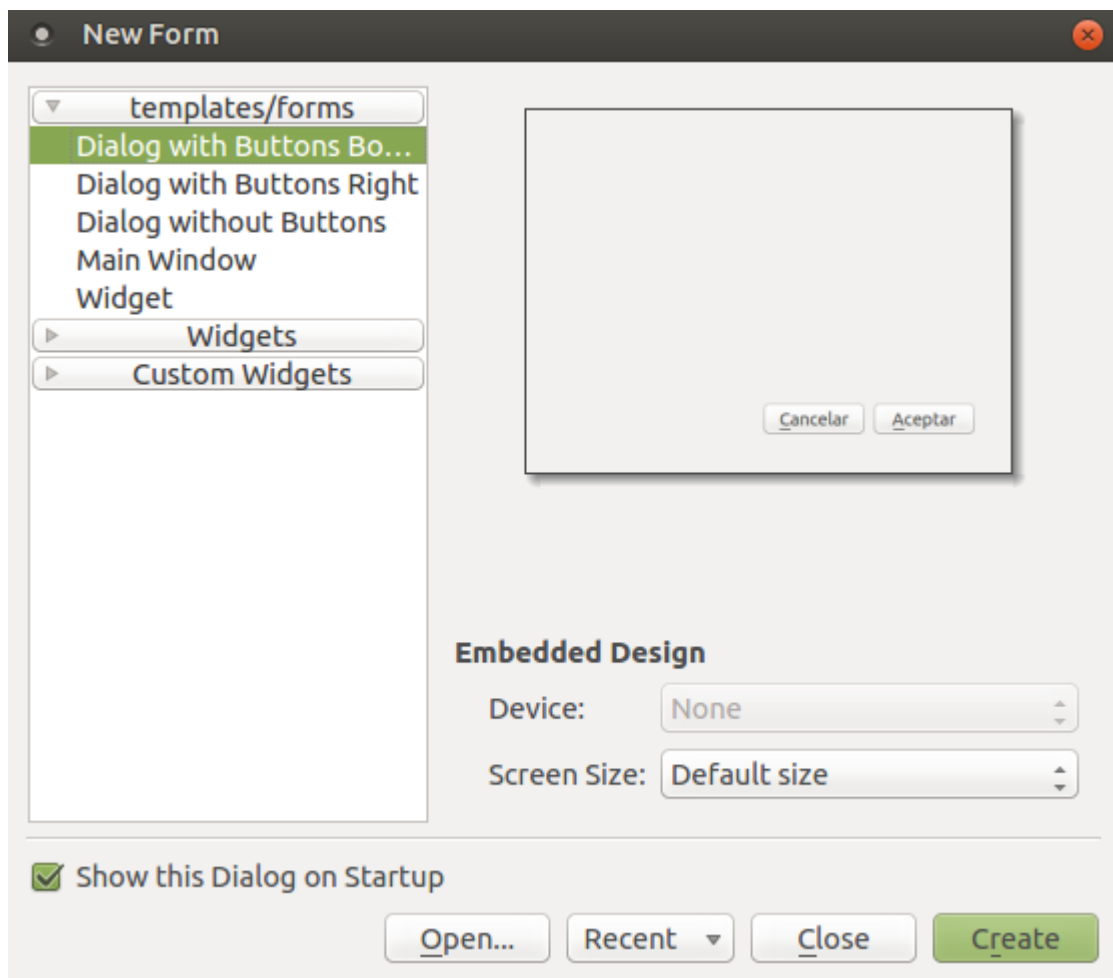 New Form
templates/forms
Dialog with Buttons Bo...
Dialog with Buttons Right
Dialog without Buttons
Main Window
Widget
Widgets
Custom Widgets
Cancelar Aceptar
Embedded Design
Device: None
Screen Size: Default size
Show this Dialog on Startup
Open... Recent Close Create